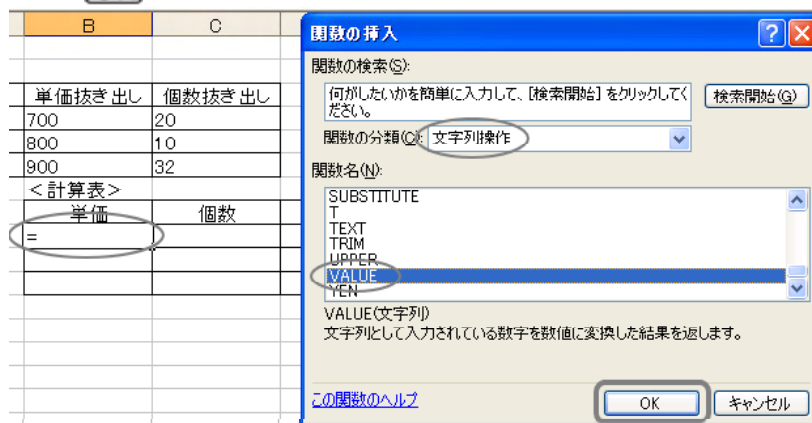 B C
単価抜き出し 個数抜き出し
700 20
800 10
900 32
＜計算表＞
単価 個数
=
関数の挿入
関数の検索(S):
何がしたいかを簡単に入力して、[検索開始] をクリックしてく
ださい。
検索開始(G)
関数の分類(C): 文字列操作
関数名(N):
SUBSTITUTE
T
TEXT
TRIM
UPPER
VALUE
YEN
VALUE(文字列)
文字列として入力されている数字を数値に変換した結果を返します。
この関数のヘルプ
OK
キャンセル